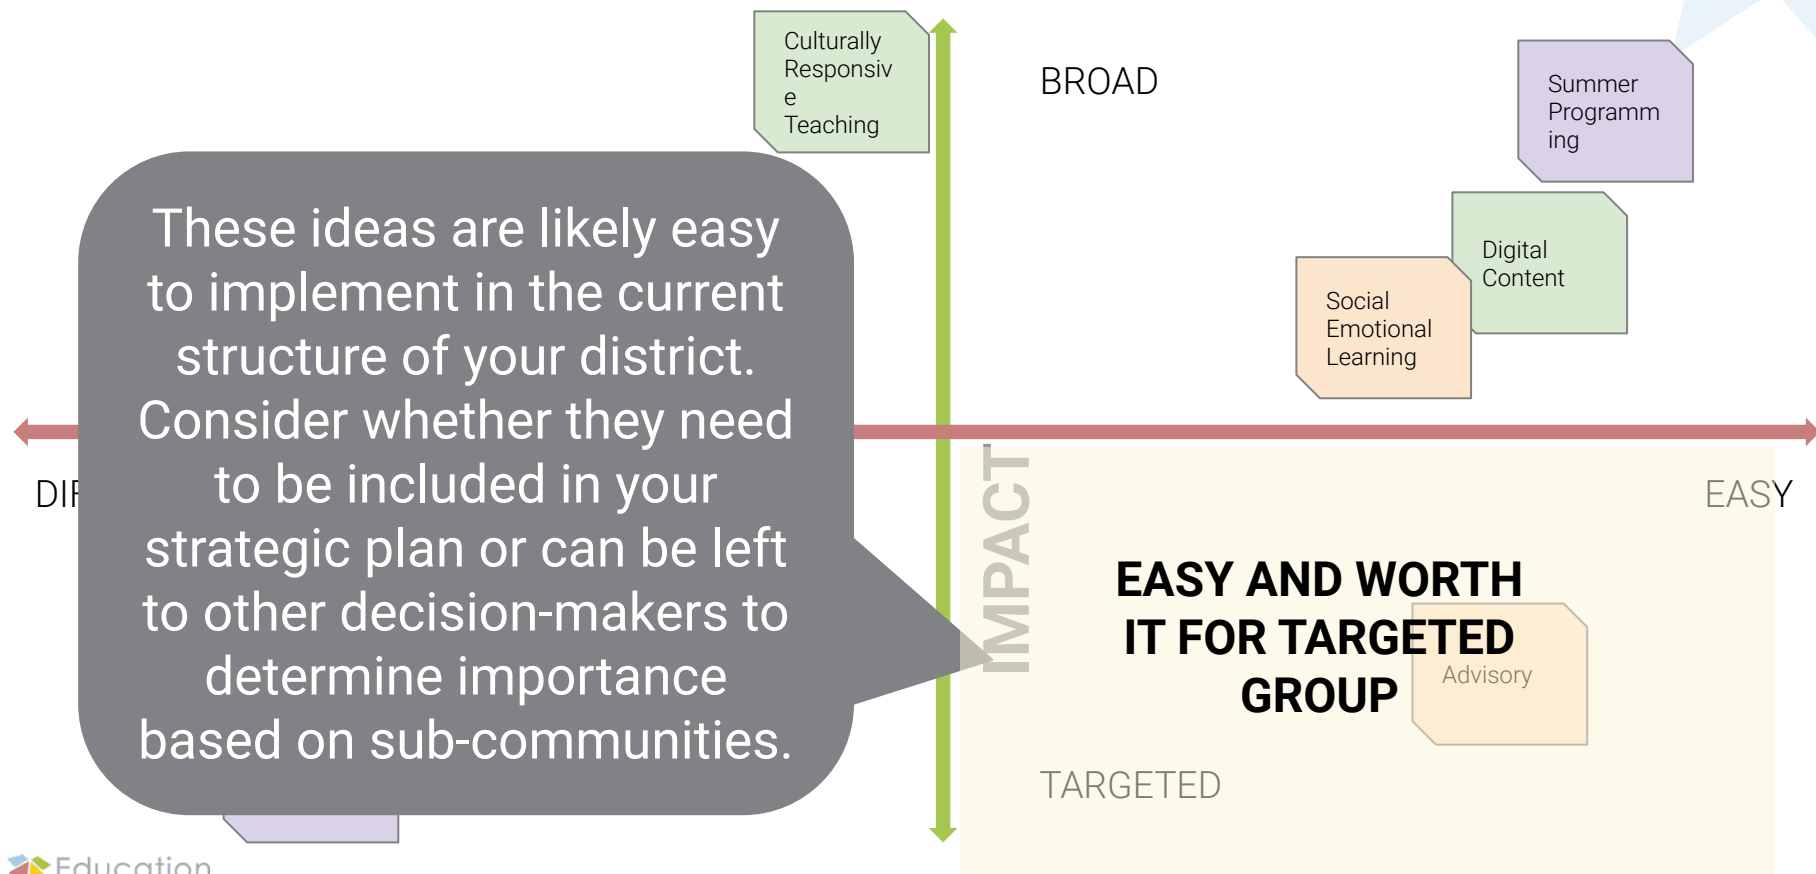 Culturally
Responsiv
e
Teaching
BROAD
Summer
Programm
ing
Digital
Content
Social
Emotional
Learning
These ideas are likely easy
to implement in the current
structure of your district.
Consider whether they need
to be included in your
strategic plan or can be left
to other decision-makers to
determine importance
based on sub-communities.
EASY
IMPACT
EASY AND WORTH
IT FOR TARGETED
GROUP
Advisory
TARGETED
Education